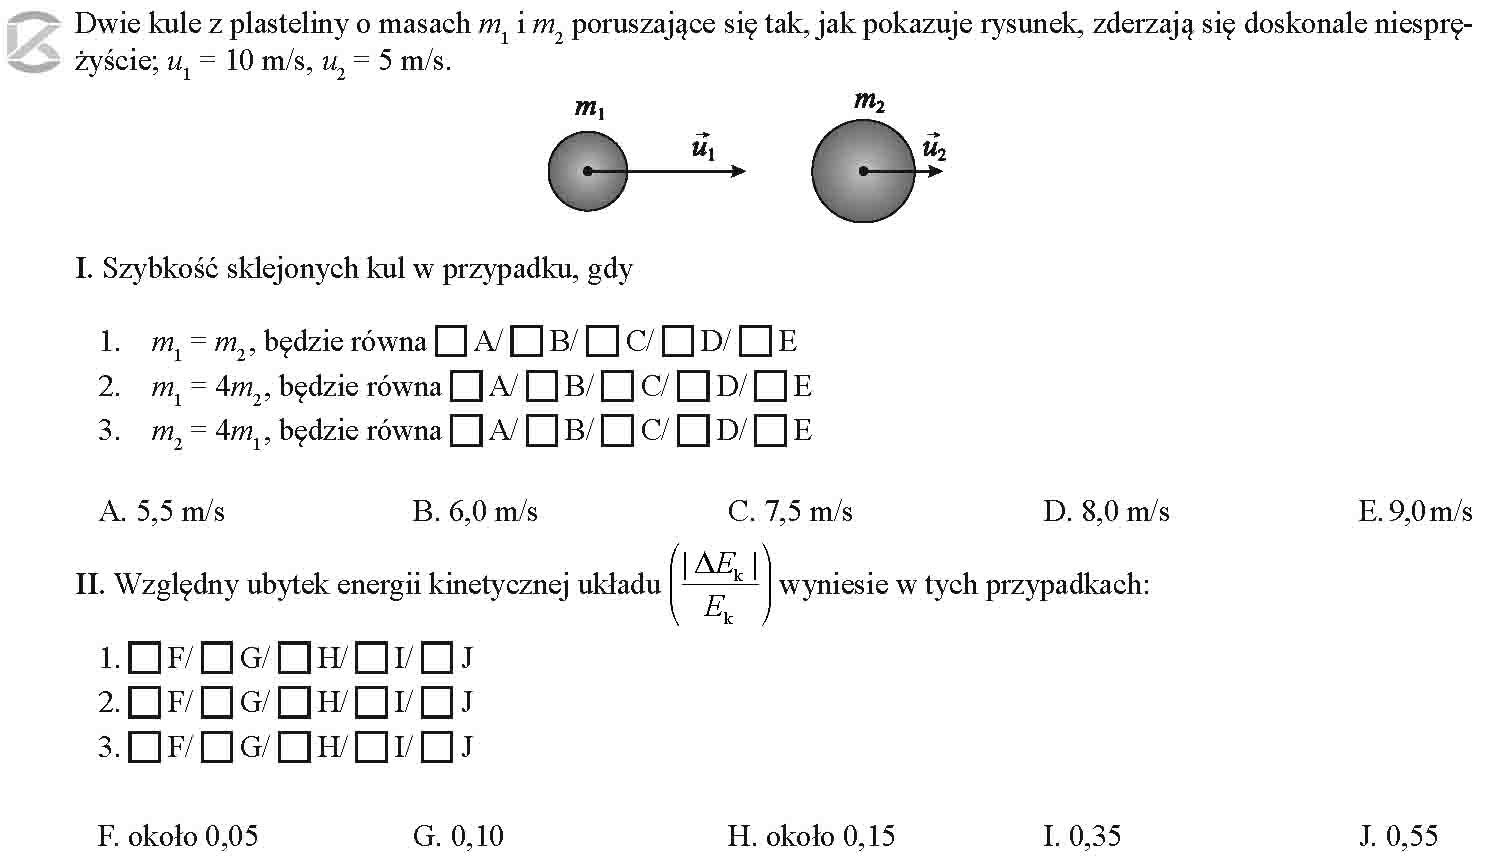 Dwie kule z plasteliny o masach m₁ i m₂ poruszające się tak, jak pokazuje rysunek, zderzają się doskonale niesprę-
żyście; u₁ = 10 m/s, u₂ = 5 m/s.
m₁
m₂
u⃗₁
u⃗₂
I. Szybkość sklejonych kul w przypadku, gdy
1. m₁ = m₂, będzie równa □ A/ □ B/ □ C/ □ D/ □ E
2. m₁ = 4m₂, będzie równa □ A/ □ B/ □ C/ □ D/ □ E
3. m₂ = 4m₁, będzie równa □ A/ □ B/ □ C/ □ D/ □ E
A. 5,5 m/s B. 6,0 m/s C. 7,5 m/s D. 8,0 m/s E. 9,0 m/s
II. Względny ubytek energii kinetycznej układu (|ΔEₖ|/Eₖ) wyniesie w tych przypadkach:
1. □ F/ □ G/ □ H/ □ I/ □ J
2. □ F/ □ G/ □ H/ □ I/ □ J
3. □ F/ □ G/ □ H/ □ I/ □ J
F. około 0,05 G. 0,10 H. około 0,15 I. 0,35 J. 0,55